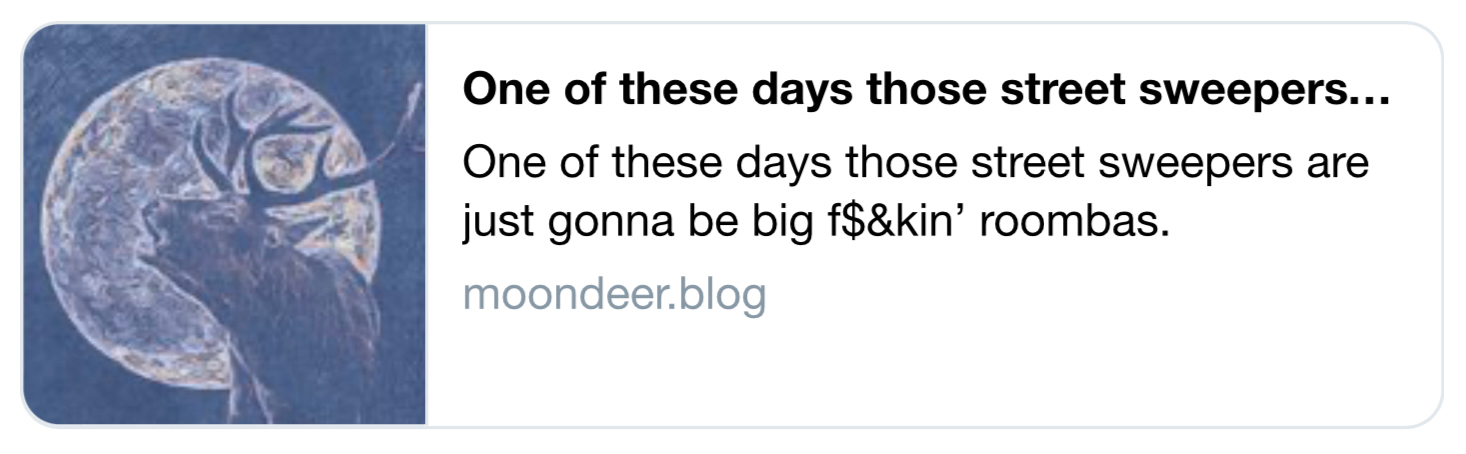 One of these days those street sweepers…
One of these days those street sweepers are
just gonna be big f$&kin’ roombas.
moondeer.blog